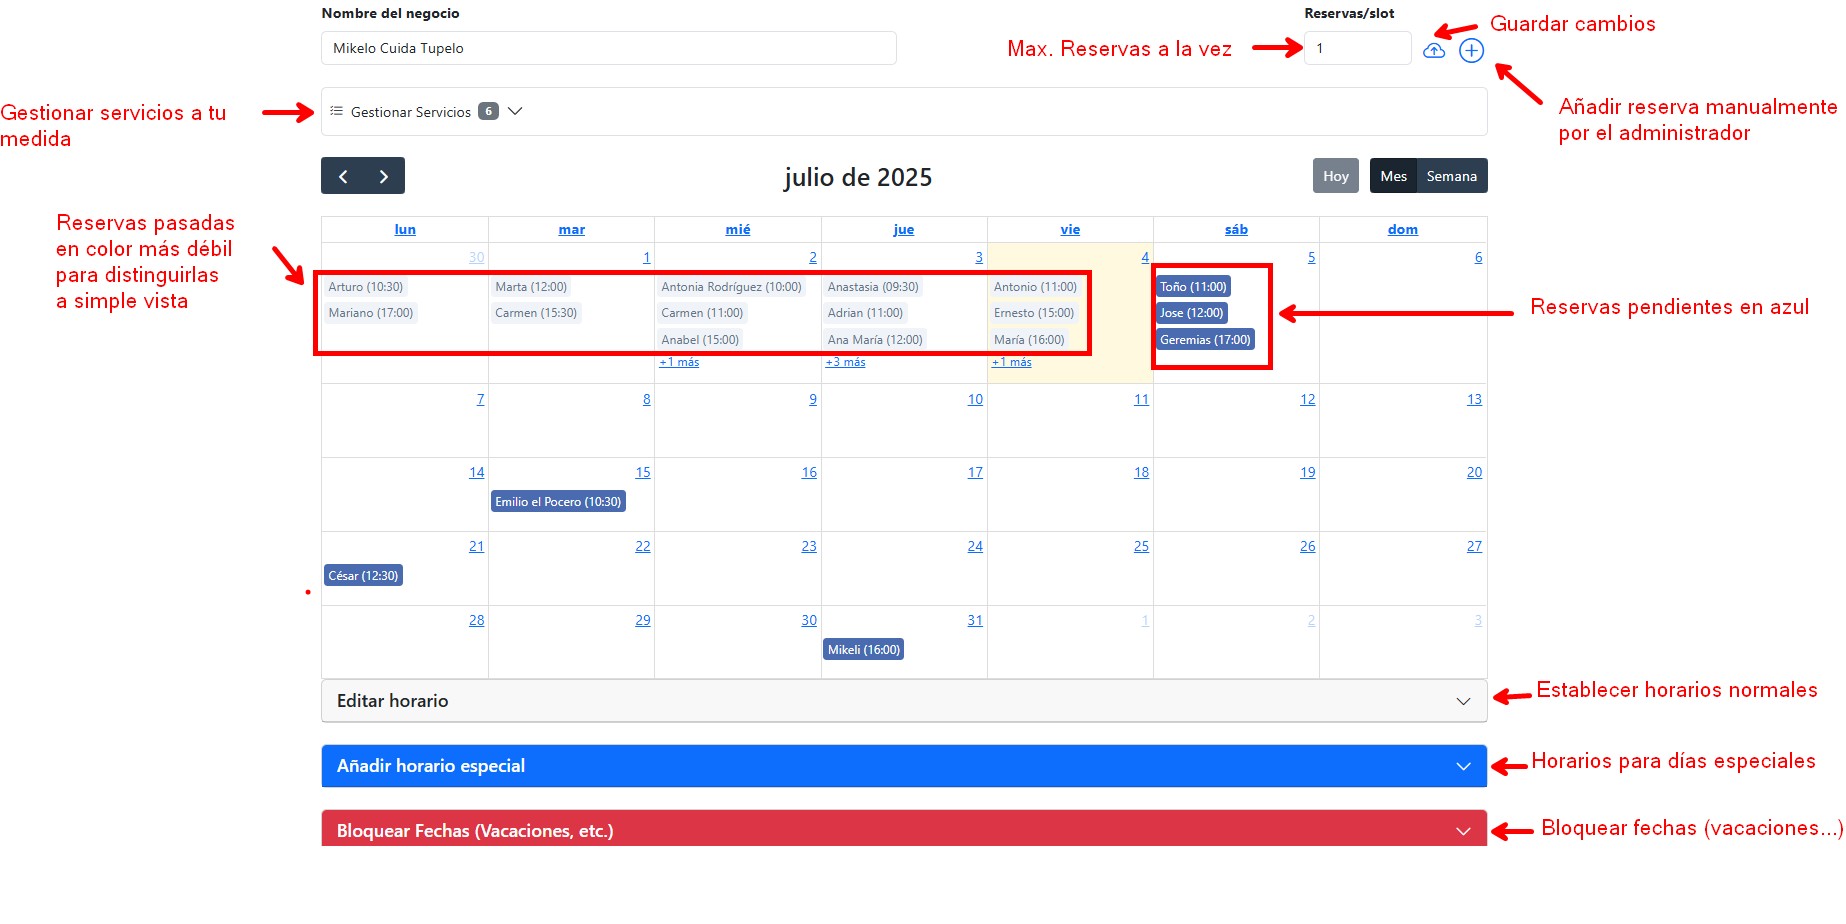 Nombre del negocio
Reservas/slot
Guardar cambios
Mikelo Cuida Tupelo
Max. Reservas a la vez
1
Añadir reserva manualmente
por el administrador
Gestionar servicios a tu
medida
Gestionar Servicios 6
julio de 2025
Hoy
Mes
Semana
Reservas pasadas
en color más débil
para distinguirlas
a simple vista
lun mar mié jue vie sáb dom
30 1 2 3 4 5 6
Arturo (10:30) Marta (12:00) Antonia Rodríguez (10:00) Anastasia (09:30) Antonio (11:00) Toño (11:00)
Mariano (17:00) Carmen (15:30) Carmen (11:00) Adrian (11:00) Ernesto (15:00) Jose (12:00)
Anabel (15:00) Ana María (12:00) María (16:00) Geremias (17:00)
+1 más +3 más +1 más
Reservas pendientes en azul
7 8 9 10 11 12 13
14 15 16 17 18 19 20
Emilio el Pocero (10:30)
21 22 23 24 25 26 27
César (12:30)
28 29 30 31 1 2 3
Mikeli (16:00)
Editar horario
Establecer horarios normales
Añadir horario especial
Horarios para días especiales
Bloquear Fechas (Vacaciones, etc.)
Bloquear fechas (vacaciones...)